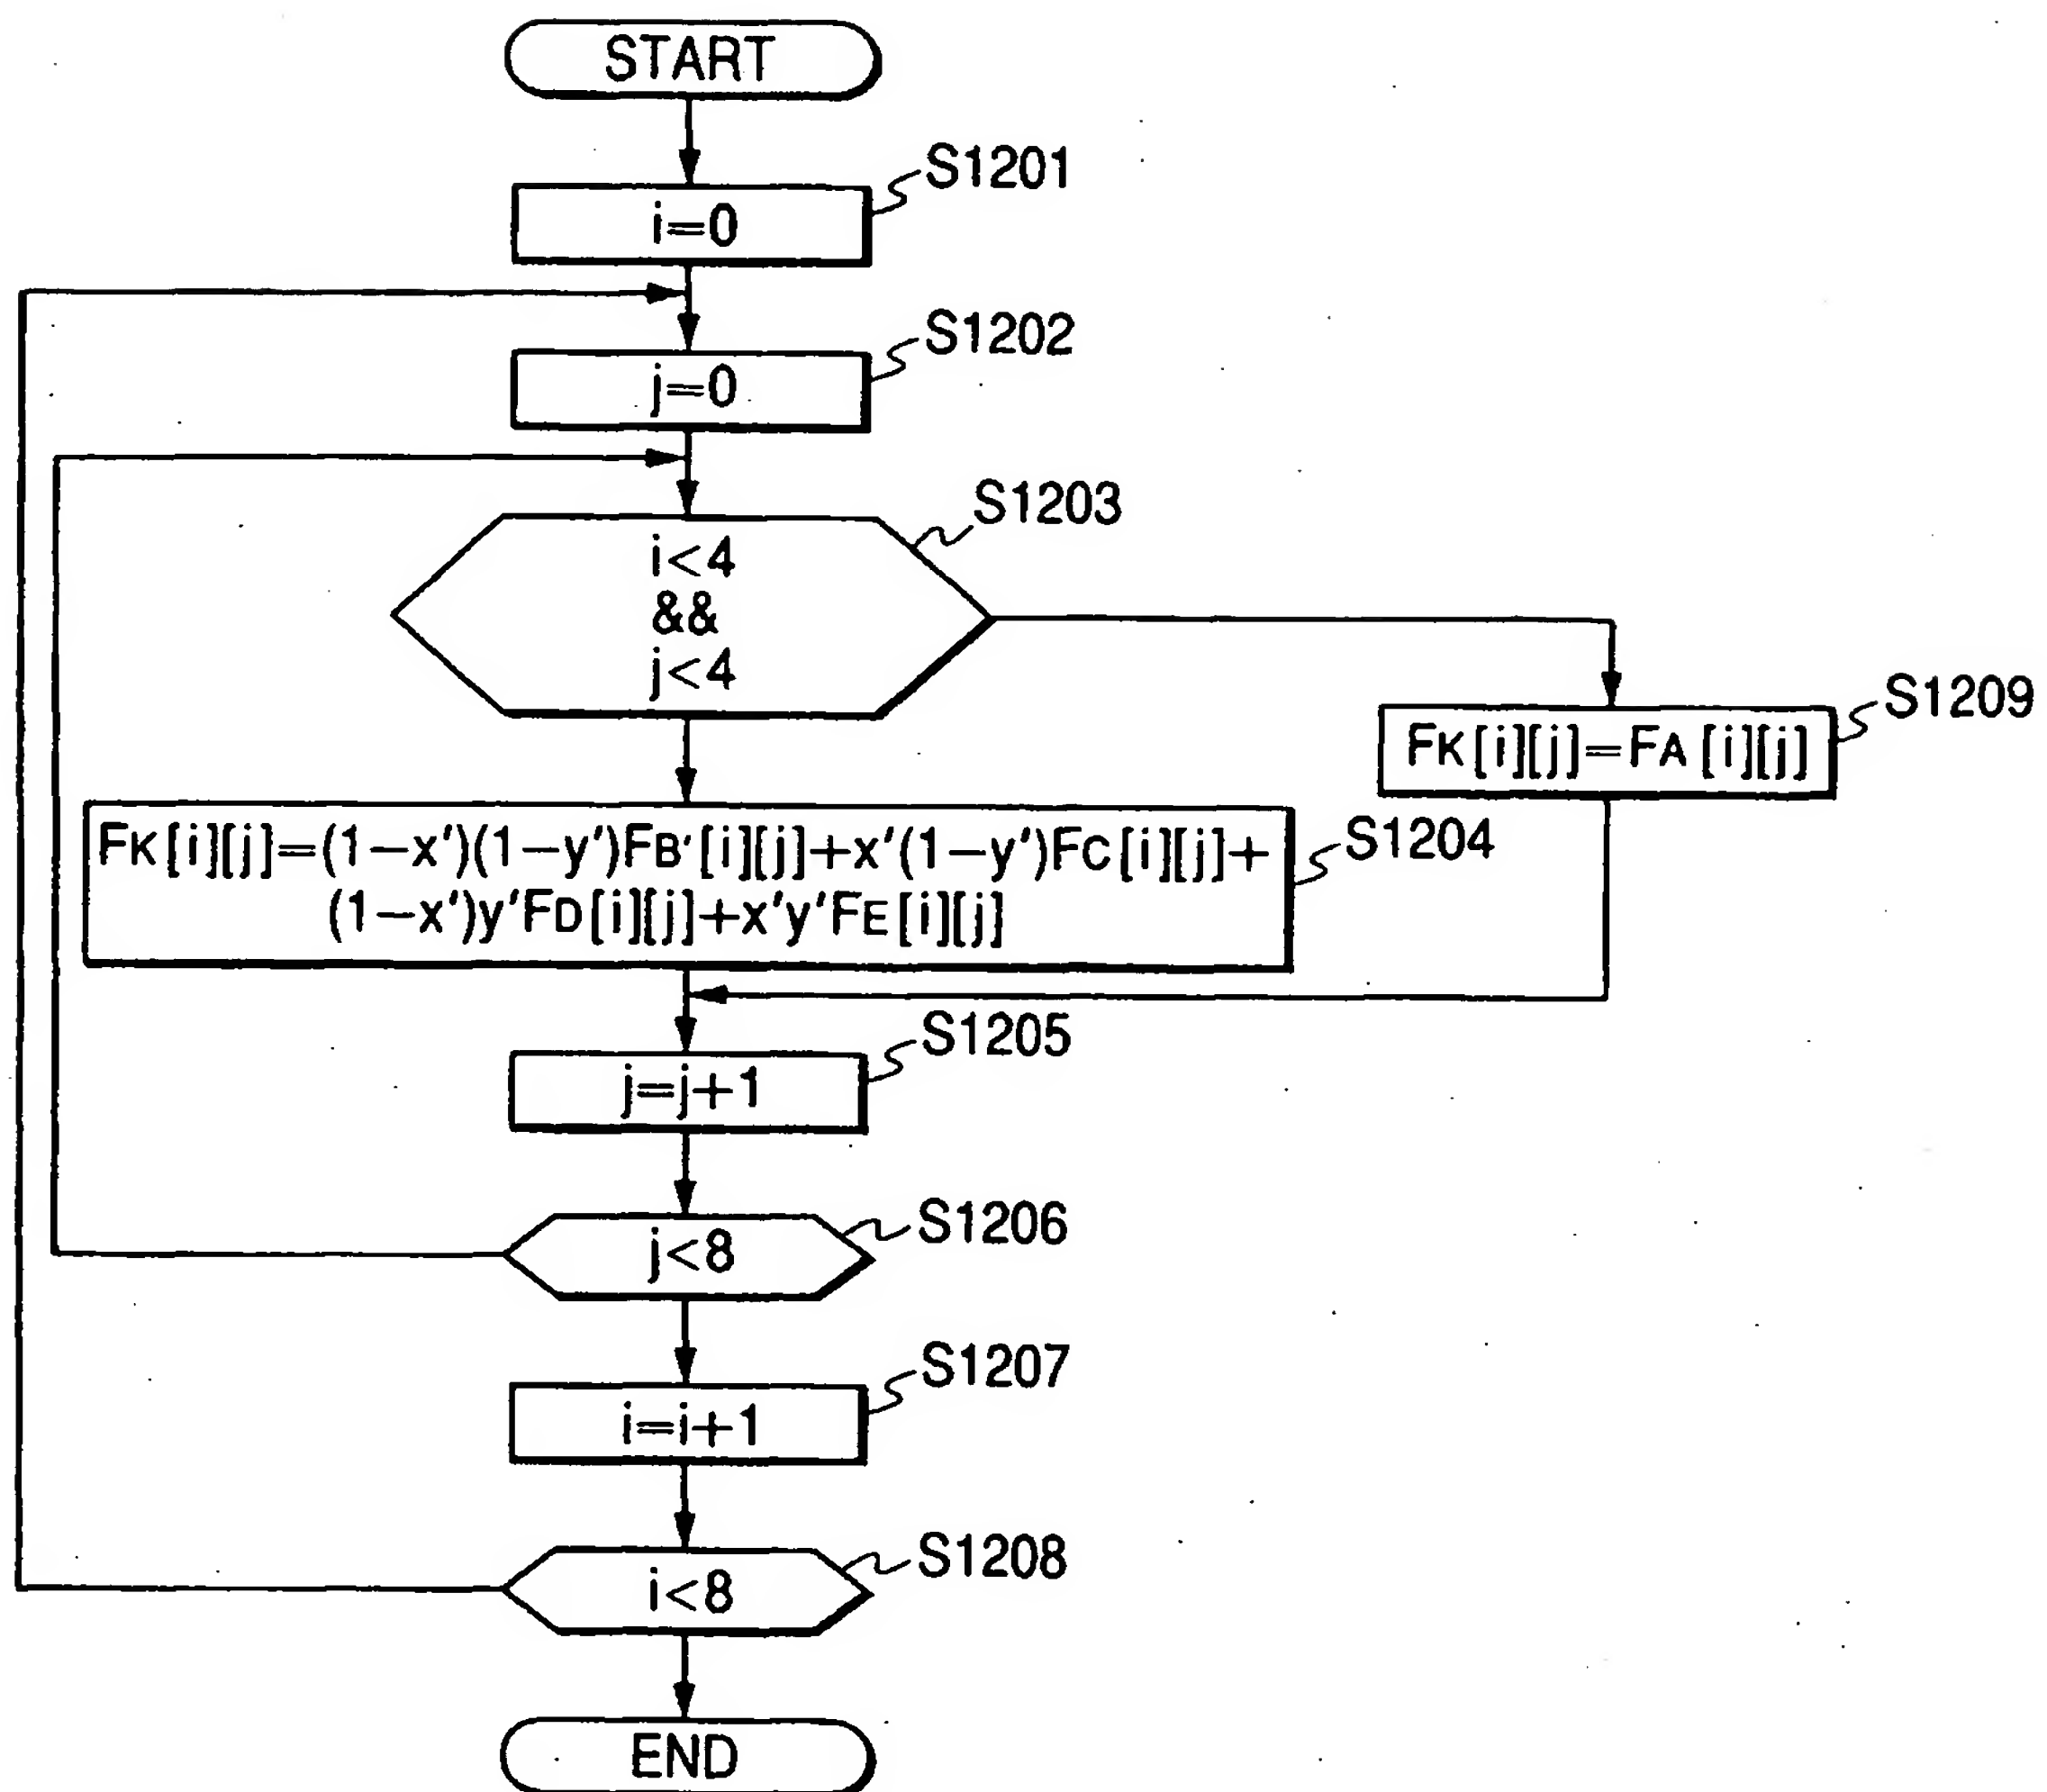 START
S1201
i=0
S1202
j=0
S1203
i<4
&&
j<4
S1209
FK[i][j]=FA[i][j]
S1204
FK[i][j]=(1-x′)(1-y′)FB′[i][j]+x′(1-y′)FC[i][j]+
(1-x′)y′FD[i][j]+x′y′FE[i][j]
S1205
j=j+1
S1206
j<8
S1207
i=i+1
S1208
i<8
END